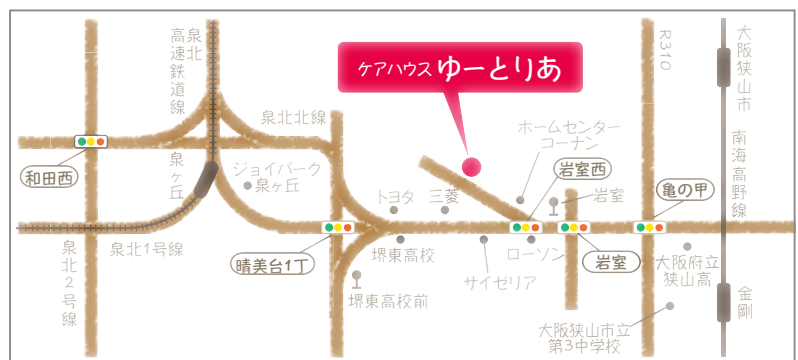 泉北
高速鉄道線
R310
大阪狭山市
ケアハウス ゆーとりあ
泉北北線
ホームセンター
コーナン
南海高野線
和田西
泉ヶ丘
ジョイパーク
泉ヶ丘
岩室西
亀の甲
トヨタ
三菱
岩室
泉北2号線
泉北1号線
晴美台1丁
堺東高校
サイゼリア
ローソン
岩室
大阪府立
狭山高
堺東高校前
金剛
大阪狭山市立
第3中学校